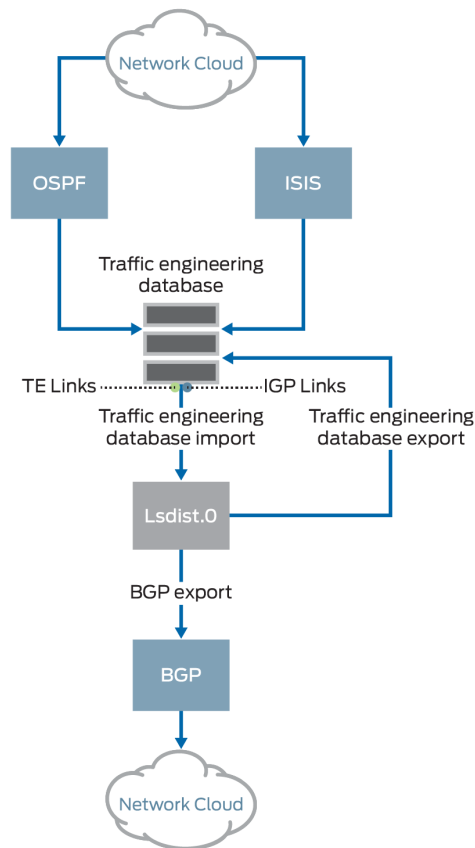 Network Cloud
OSPF
ISIS
Traffic engineering
database
TE Links
IGP Links
Traffic engineering
database import
Traffic engineering
database export
Lsdist.0
BGP export
BGP
Network Cloud